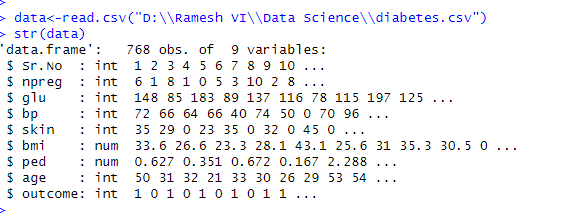 >
> data<-read.csv("D:\\Ramesh VI\\Data Science\\diabetes.csv")
> str(data)
'data.frame':   768 obs. of  9 variables:
 $ Sr.No  : int  1 2 3 4 5 6 7 8 9 10 ...
 $ npreg  : int  6 1 8 1 0 5 3 10 2 8 ...
 $ glu    : int  148 85 183 89 137 116 78 115 197 125 ...
 $ bp     : int  72 66 64 66 40 74 50 0 70 96 ...
 $ skin   : int  35 29 0 23 35 0 32 0 45 0 ...
 $ bmi    : num  33.6 26.6 23.3 28.1 43.1 25.6 31 35.3 30.5 0 ...
 $ ped    : num  0.627 0.351 0.672 0.167 2.288 ...
 $ age    : int  50 31 32 21 33 30 26 29 53 54 ...
 $ outcome: int  1 0 1 0 1 0 1 0 1 1 ...
>